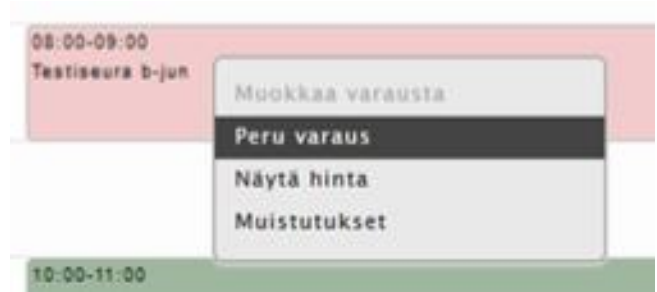 08:00-09:00
Testiseura b-jun
Muokkaa varausta
Peru varaus
Näytä hinta
Muistutukset
10:00-11:00